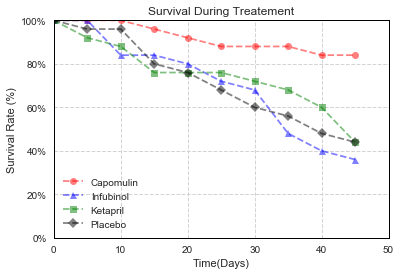 Survival During Treatement
100%
80%
60%
40%
20%
0%
Survival Rate (%)
Capomulin
Infubinol
Ketapril
Placebo
0 10 20 30 40 50
Time(Days)